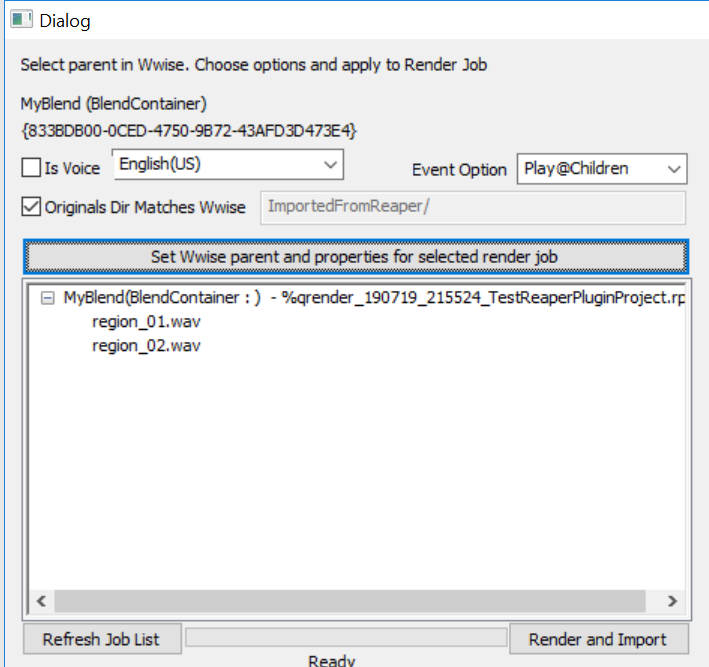 Dialog
Select parent in Wwise. Choose options and apply to Render Job
MyBlend (BlendContainer)
{833BDB00-0CED-4750-9B72-43AFD3D473E4}
Is Voice English(US) Event Option Play@Children
Originals Dir Matches Wwise ImportedFromReaper/
Set Wwise parent and properties for selected render job
MyBlend(BlendContainer : ) - %qrender_190719_215524_TestReaperPluginProject.rp
region_01.wav
region_02.wav
Refresh Job List Render and Import
Ready